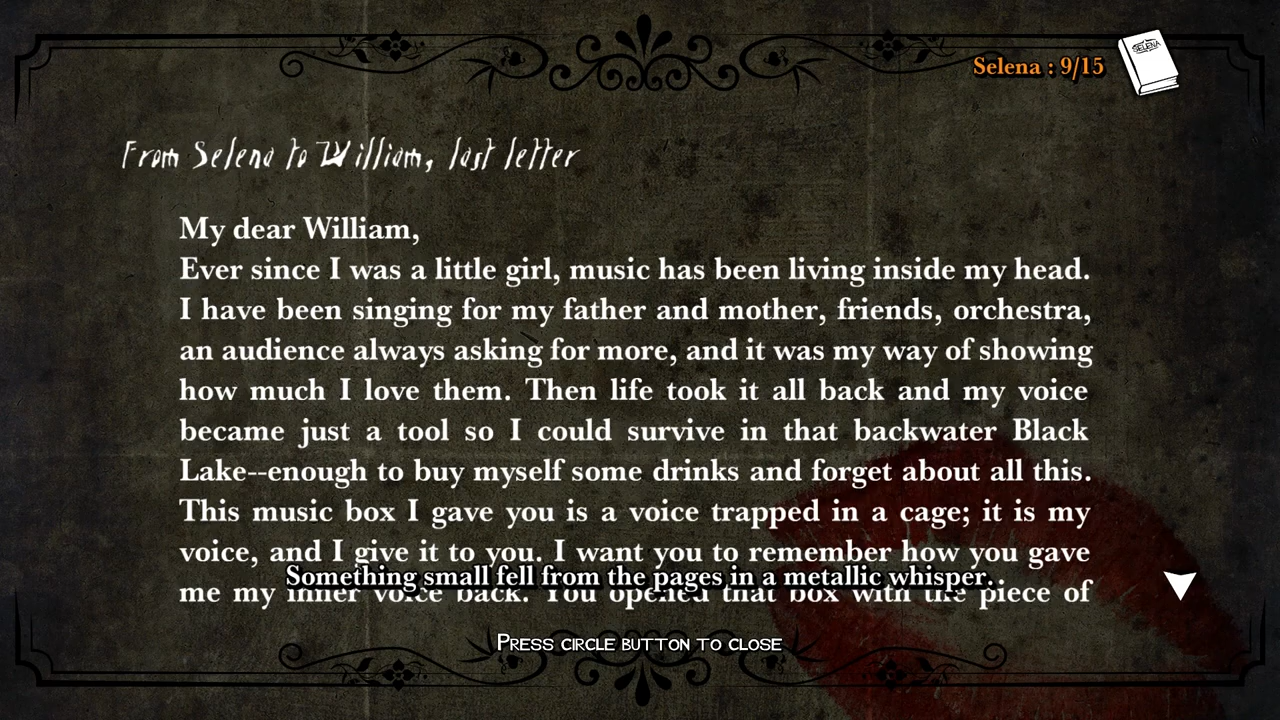 Selena : 9/15
SELENA
From Selena to William, last letter
My dear William,
Ever since I was a little girl, music has been living inside my head.
I have been singing for my father and mother, friends, orchestra,
an audience always asking for more, and it was my way of showing
how much I love them. Then life took it all back and my voice
became just a tool so I could survive in that backwater Black
Lake--enough to buy myself some drinks and forget about all this.
This music box I gave you is a voice trapped in a cage; it is my
voice, and I give it to you. I want you to remember how you gave
Something small fell from the pages in a metallic whisper.
me my inner voice back. You opened that box with the piece of
PRESS CIRCLE BUTTON TO CLOSE